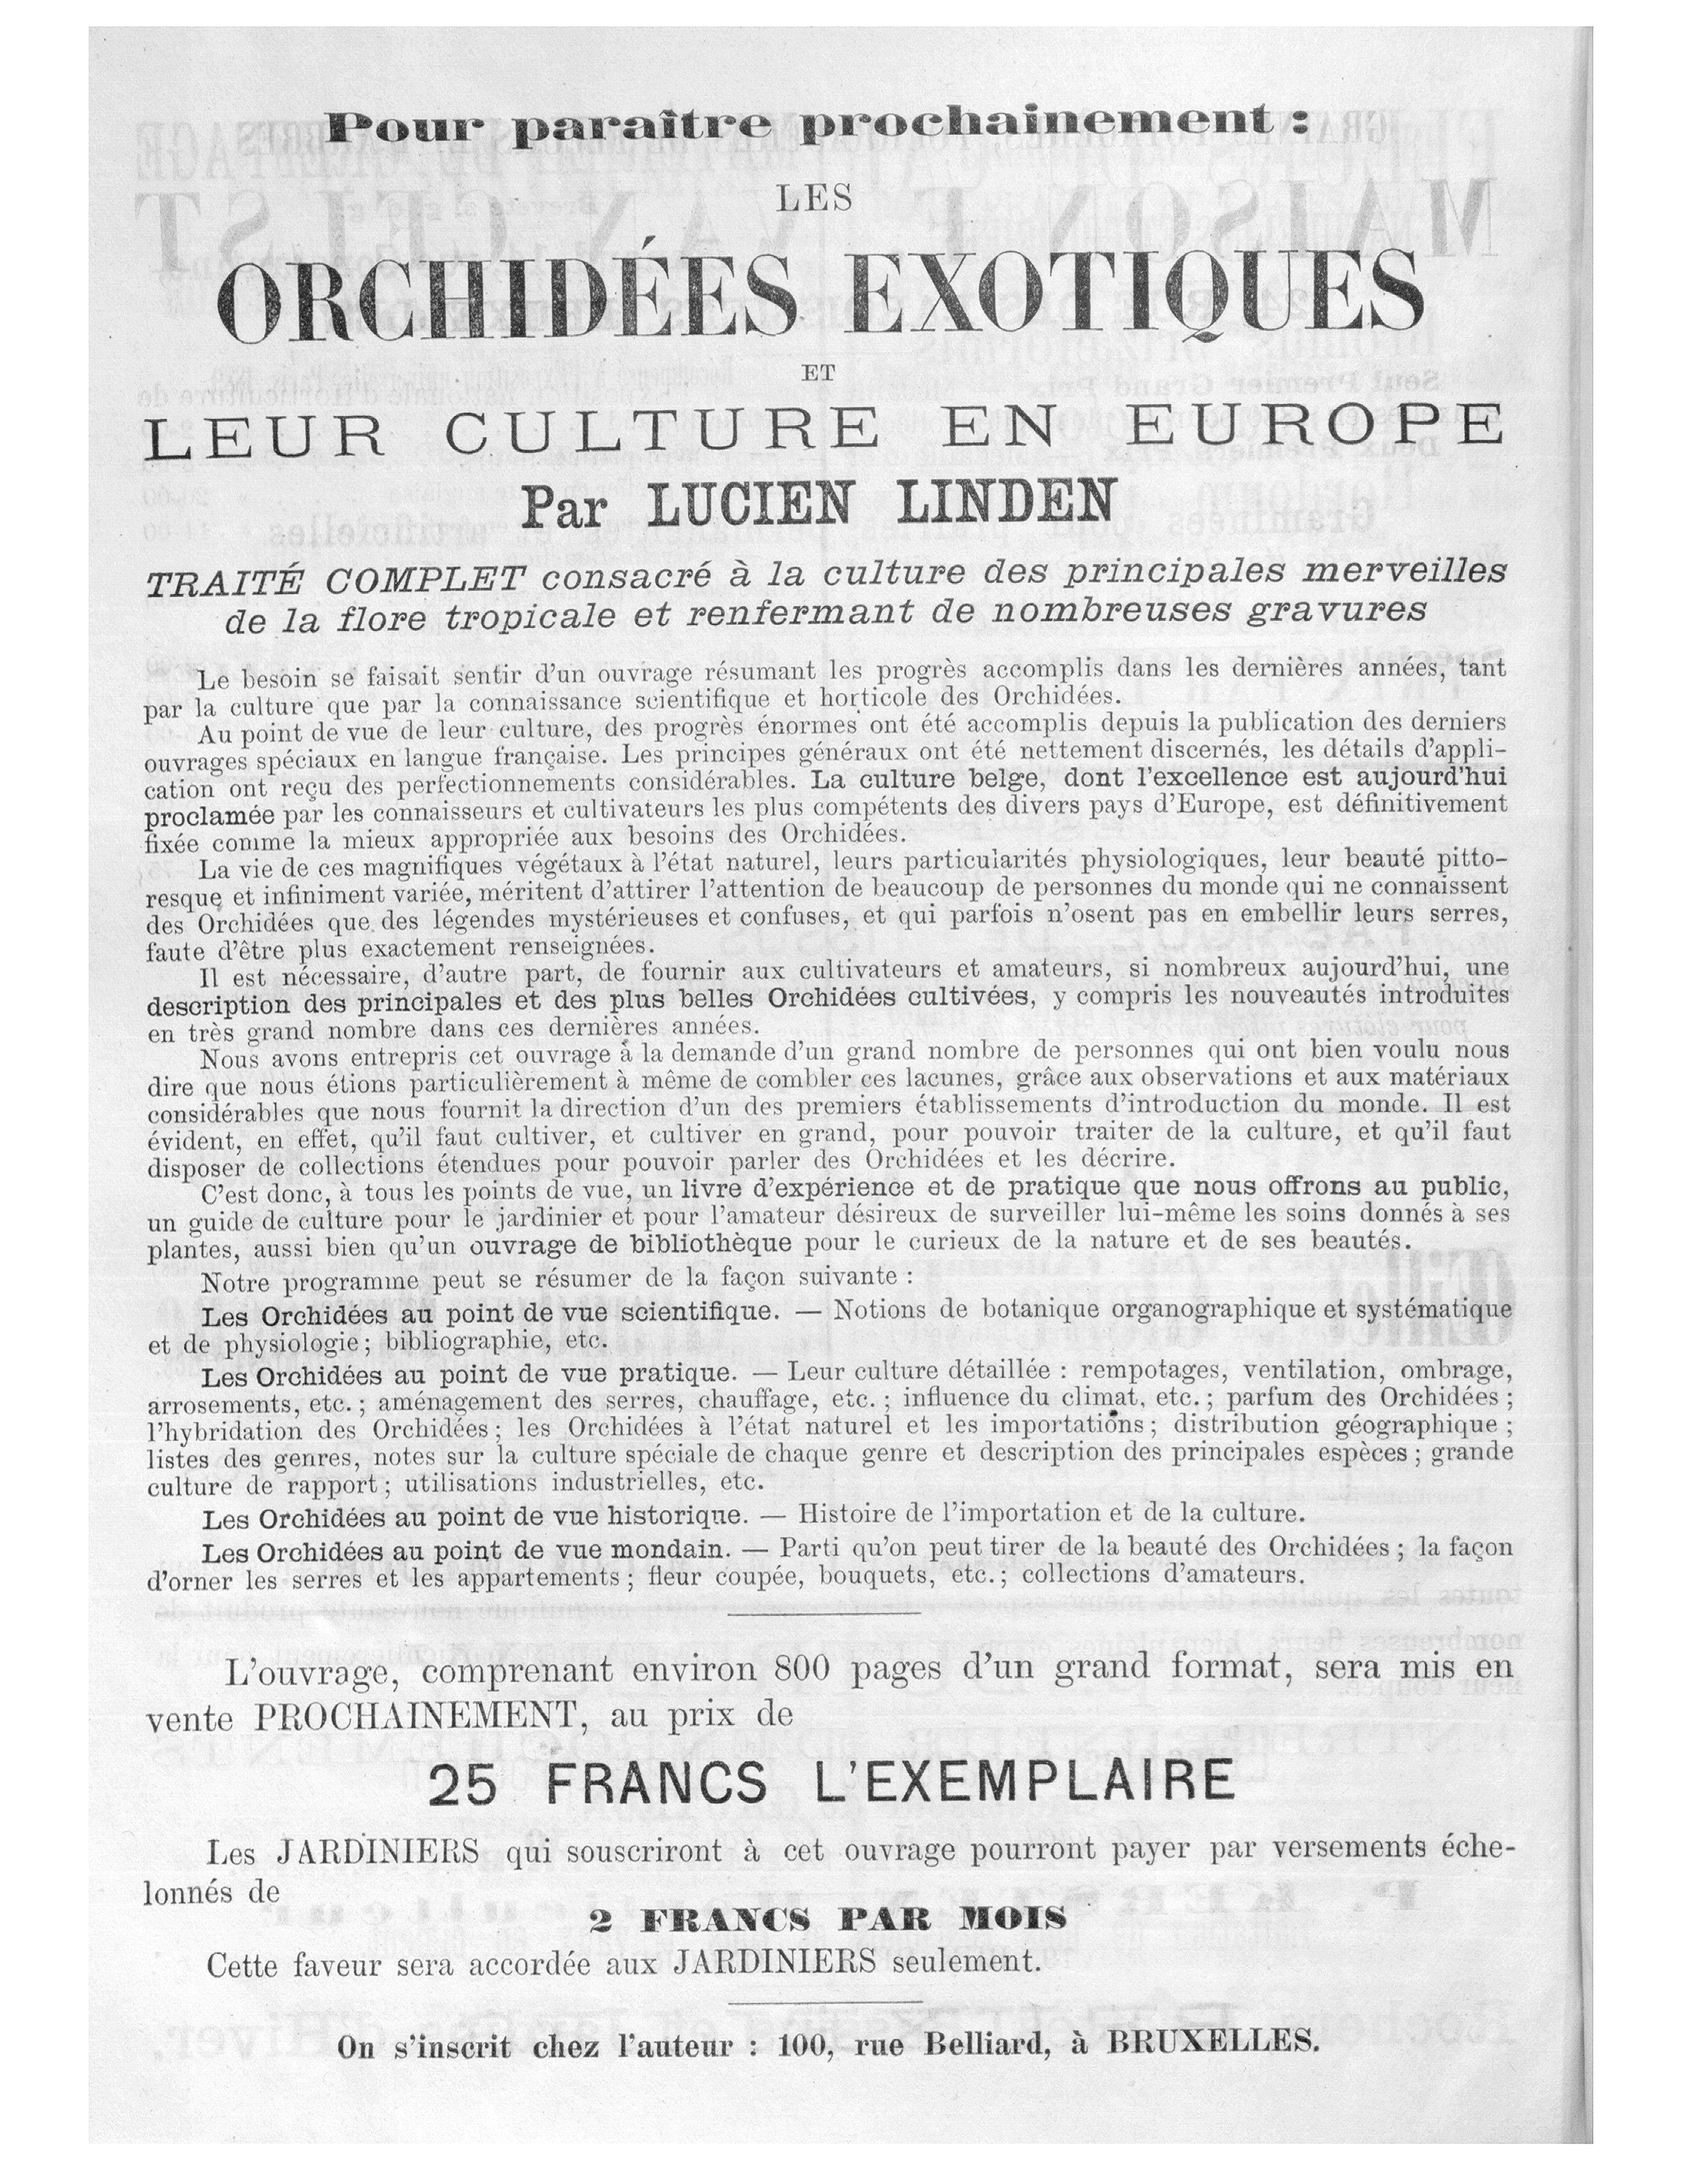 Pour paraître prochainement :
LES
ORCHIDÉES EXOTIQUES
ET
LEUR CULTURE EN EUROPE
Par LUCIEN LINDEN
TRAITÉ COMPLET consacré à la culture des principales merveilles
de la flore tropicale et renfermant de nombreuses gravures
Le besoin se faisait sentir d'un ouvrage résumant les progrès accomplis dans les dernières années, tant
par la culture que par la connaissance scientifique et horticole des Orchidées.
Au point de vue de leur culture, des progrès énormes ont été accomplis depuis la publication des derniers
ouvrages spéciaux en langue française. Les principes généraux ont été nettement discernés, les détails d'appli-
cation ont reçu des perfectionnements considérables. La culture belge, dont l'excellence est aujourd'hui
proclamée par les connaisseurs et cultivateurs les plus compétents des divers pays d'Europe, est définitivement
fixée comme la mieux appropriée aux besoins des Orchidées.
La vie de ces magnifiques végétaux à l'état naturel, leurs particularités physiologiques, leur beauté pitto-
resque et infiniment variée, méritent d'attirer l'attention de beaucoup de personnes du monde qui ne connaissent
des Orchidées que des légendes mystérieuses et confuses, et qui parfois n'osent pas en embellir leurs serres,
faute d'être plus exactement renseignées.
Il est nécessaire, d'autre part, de fournir aux cultivateurs et amateurs, si nombreux aujourd'hui, une
description des principales et des plus belles Orchidées cultivées, y compris les nouveautés introduites
en très grand nombre dans ces dernières années.
Nous avons entrepris cet ouvrage à la demande d'un grand nombre de personnes qui ont bien voulu nous
dire que nous étions particulièrement à même de combler ces lacunes, grâce aux observations et aux matériaux
considérables que nous fournit la direction d'un des premiers établissements d'introduction du monde. Il est
évident, en effet, qu'il faut cultiver, et cultiver en grand, pour pouvoir traiter de la culture, et qu'il faut
disposer de collections étendues pour pouvoir parler des Orchidées et les décrire.
C'est donc, à tous les points de vue, un livre d'expérience et de pratique que nous offrons au public,
un guide de culture pour le jardinier et pour l'amateur désireux de surveiller lui-même les soins donnés à ses
plantes, aussi bien qu'un ouvrage de bibliothèque pour le curieux de la nature et de ses beautés.
Notre programme peut se résumer de la façon suivante :
Les Orchidées au point de vue scientifique. — Notions de botanique organographique et systématique
et de physiologie ; bibliographie, etc.
Les Orchidées au point de vue pratique. — Leur culture détaillée : rempotages, ventilation, ombrage,
arrosements, etc. ; aménagement des serres, chauffage, etc. ; influence du climat, etc. ; parfum des Orchidées ;
l'hybridation des Orchidées ; les Orchidées à l'état naturel et les importations ; distribution géographique ;
listes des genres, notes sur la culture spéciale de chaque genre et description des principales espèces ; grande
culture de rapport ; utilisations industrielles, etc.
Les Orchidées au point de vue historique. — Histoire de l'importation et de la culture.
Les Orchidées au point de vue mondain. — Parti qu'on peut tirer de la beauté des Orchidées ; la façon
d'orner les serres et les appartements ; fleur coupée, bouquets, etc. ; collections d'amateurs.
L'ouvrage, comprenant environ 800 pages d'un grand format, sera mis en
vente PROCHAINEMENT, au prix de
25 FRANCS L'EXEMPLAIRE
Les JARDINIERS qui souscriront à cet ouvrage pourront payer par versements éche-
lonnés de
2 FRANCS PAR MOIS
Cette faveur sera accordée aux JARDINIERS seulement.
On s'inscrit chez l'auteur : 100, rue Belliard, à BRUXELLES.